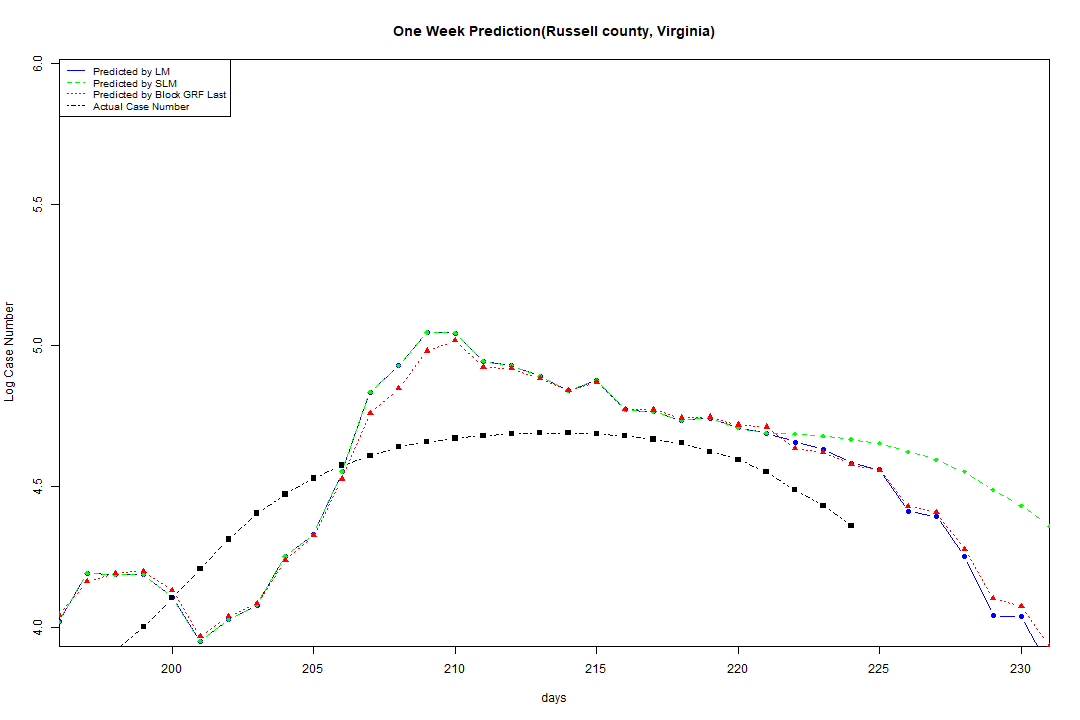 One Week Prediction(Russell county, Virginia)
Predicted by LM
Predicted by SLM
Predicted by Block GRF Last
Actual Case Number
6.0
5.5
5.0
4.5
4.0
Log Case Number
200 205 210 215 220 225 230
days